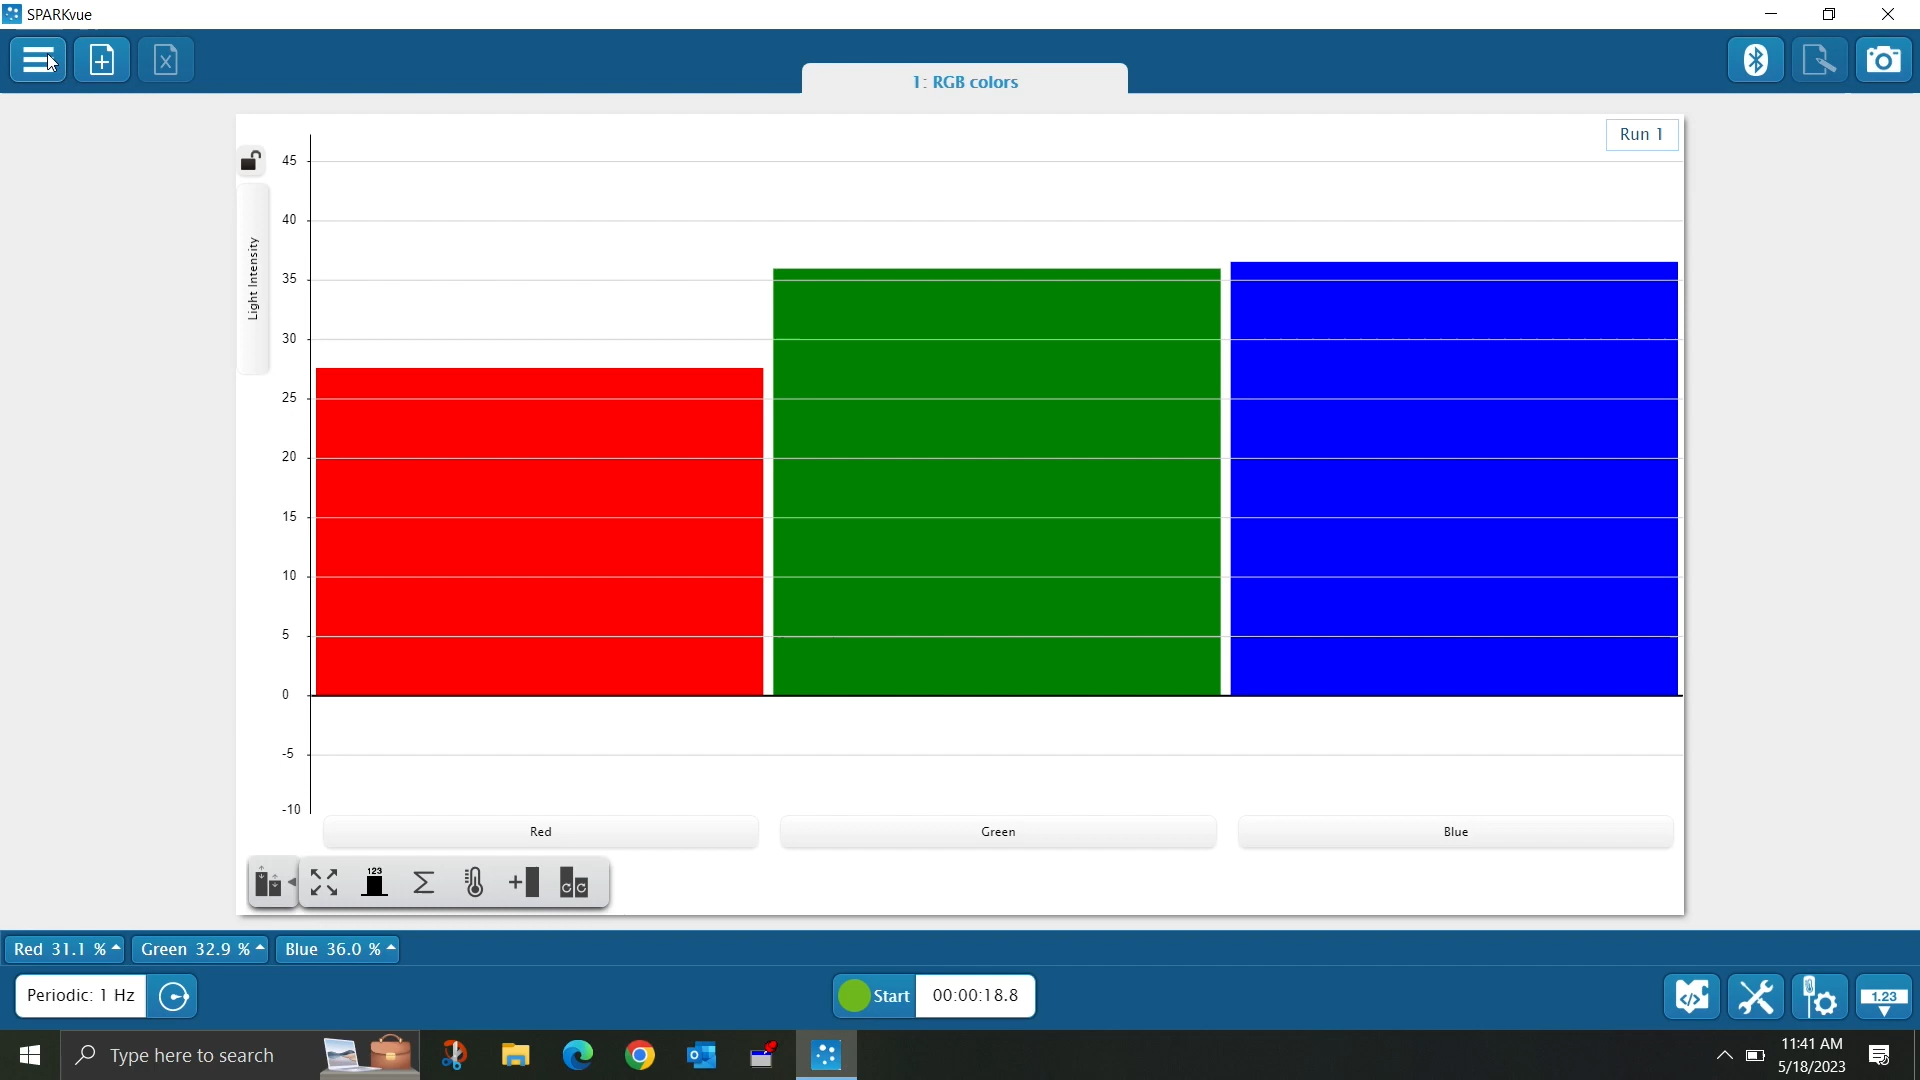 SPARKvue
1: RGB colors
Run 1
Light Intensity
45
40
35
30
25
20
15
10
5
0
-5
-10
Red
Green
Blue
123
Red 31.1 %
Green 32.9 %
Blue 36.0 %
Periodic: 1 Hz
Start
00:00:18.8
1.23
Type here to search
11:41 AM
5/18/2023